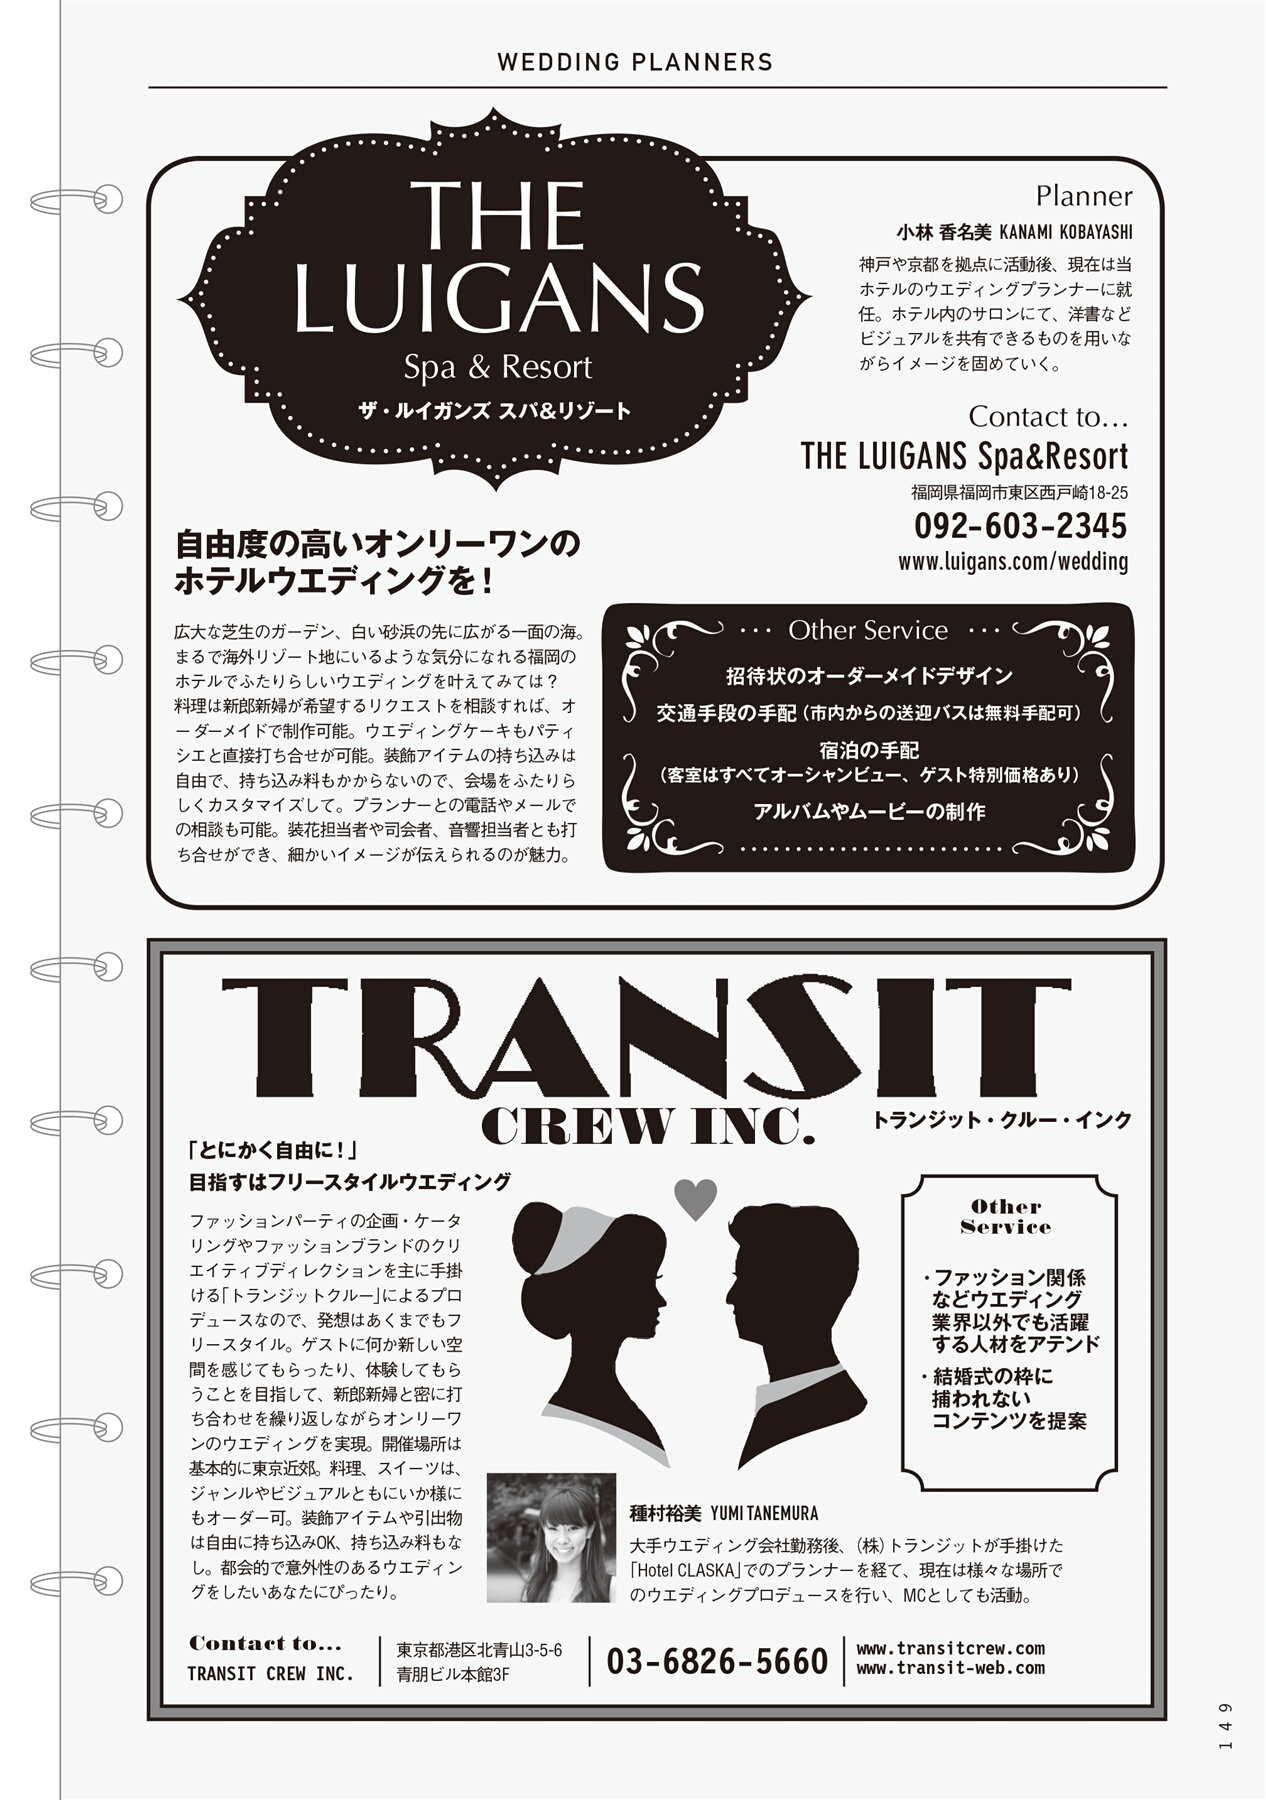 WEDDING PLANNERS
THE
LUIGANS
Spa & Resort
ザ・ルイガンズ スパ&リゾート
Planner
小林 香名美 KANAMI KOBAYASHI
神戸や京都を拠点に活動後、現在は当
ホテルのウエディングプランナーに就
任。ホテル内のサロンにて、洋書など
ビジュアルを共有できるものを用いな
がらイメージを固めていく。
Contact to...
THE LUIGANS Spa&Resort
福岡県福岡市東区西戸崎18-25
092-603-2345
www.luigans.com/wedding
自由度の高いオンリーワンの
ホテルウエディングを！
広大な芝生のガーデン、白い砂浜の先に広がる一面の海。
まるで海外リゾート地にいるような気分になれる福岡の
ホテルでふたりらしいウエディングを叶えてみては？
料理は新郎新婦が希望するリクエストを相談すれば、オ
ーダーメイドで制作可能。ウエディングケーキもパティ
シエと直接打ち合せが可能。装飾アイテムの持ち込みは
自由で、持ち込み料もかからないので、会場をふたりら
しくカスタマイズして。プランナーとの電話やメールで
の相談も可能。装花担当者や司会者、音響担当者とも打
ち合せができ、細かいイメージが伝えられるのが魅力。
... Other Service ...
招待状のオーダーメイドデザイン
交通手段の手配（市内からの送迎バスは無料手配可）
宿泊の手配
（客室はすべてオーシャンビュー、ゲスト特別価格あり）
アルバムやムービーの制作
TRANSIT
CREW INC.
トランジット・クルー・インク
「とにかく自由に！」
目指すはフリースタイルウエディング
ファッションパーティの企画・ケータ
リングやファッションブランドのクリ
エイティブディレクションを主に手掛
ける「トランジットクルー」によるプロ
デュースなので、発想はあくまでもフ
リースタイル。ゲストに何か新しい空
間を感じてもらったり、体験してもら
うことを目指して、新郎新婦と密に打
ち合わせを繰り返しながらオンリーワ
ンのウエディングを実現。開催場所は
基本的に東京近郊。料理、スイーツは、
ジャンルやビジュアルともにいか様に
もオーダー可。装飾アイテムや引出物
は自由に持ち込みOK、持ち込み料もな
し。都会的で意外性のあるウエディン
グをしたいあなたにぴったり。
Other
Service
・ファッション関係
などウエディング
業界以外でも活躍
する人材をアテンド
・結婚式の枠に
捕われない
コンテンツを提案
種村裕美 YUMI TANEMURA
大手ウエディング会社勤務後、（株）トランジットが手掛けた
「Hotel CLASKA」でのプランナーを経て、現在は様々な場所で
のウエディングプロデュースを行い、MCとしても活動。
Contact to...
TRANSIT CREW INC.
東京都港区北青山3-5-6
青朋ビル本館3F
03-6826-5660
www.transitcrew.com
www.transit-web.com
149